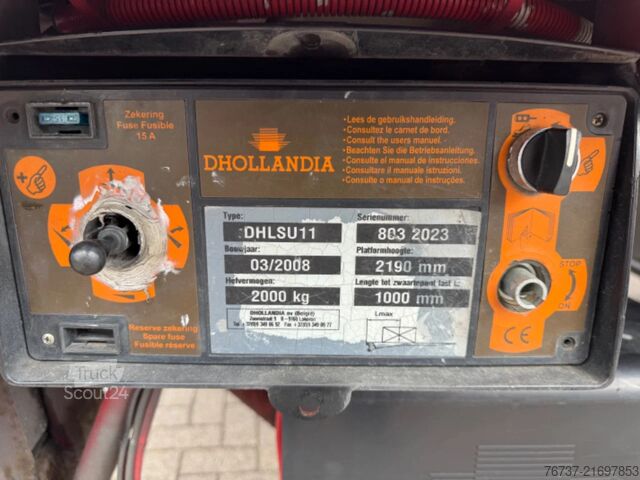 Zekering
Fuse Fusible
15 A
15
DHOLLANDIA
•Lees de gebruikshandleiding.
•Consultez le carnet de bord.
•Consult the users manual.
•Beachten Sie die Betriebsanleitung.
•Consulte el manual de instrucciones.
•Consultare il manuale istruzioni.
•Consulte o manual de instruções.
Type:
DHLSU11
Serienummer:
803 2023
Bouwjaar:
03/2008
Platformhoogte:
2190 mm
Hefvermogen:
2000 kg
Lengte tot zwaartepunt last
1000 mm
DHOLLANDIA nv (België)
Lmax
STOP
ON
CE
Reserve zekering
Spare fuse
Fusible réserve
Truck
Scout24
76737-21697853